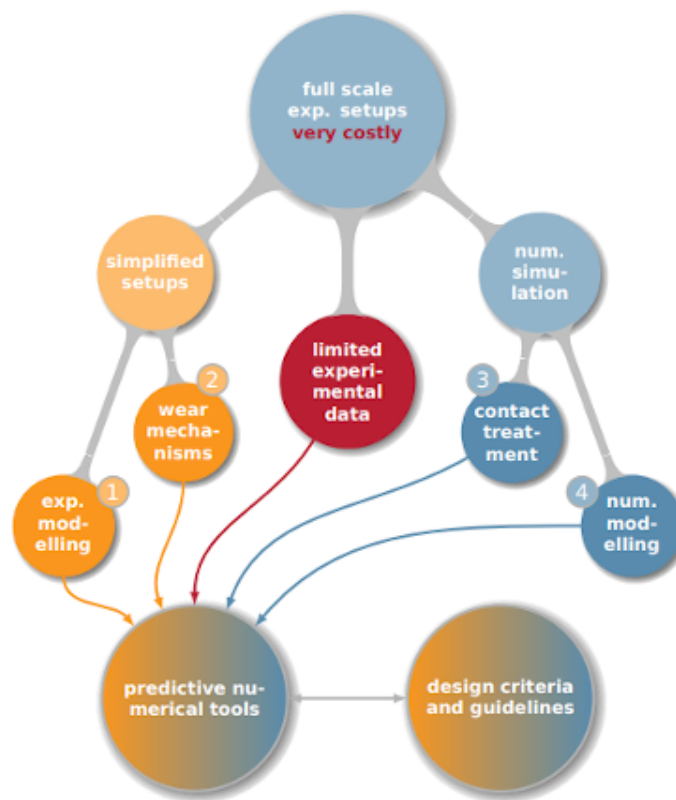 full scale
exp. setups
very costly
simplified
setups
num.
simu-
lation
limited
experi-
mental
data
2
wear
mecha-
nisms
3
contact
treat-
ment
1
exp.
mod-
elling
4
num.
mod-
elling
predictive nu-
merical tools
design criteria
and guidelines